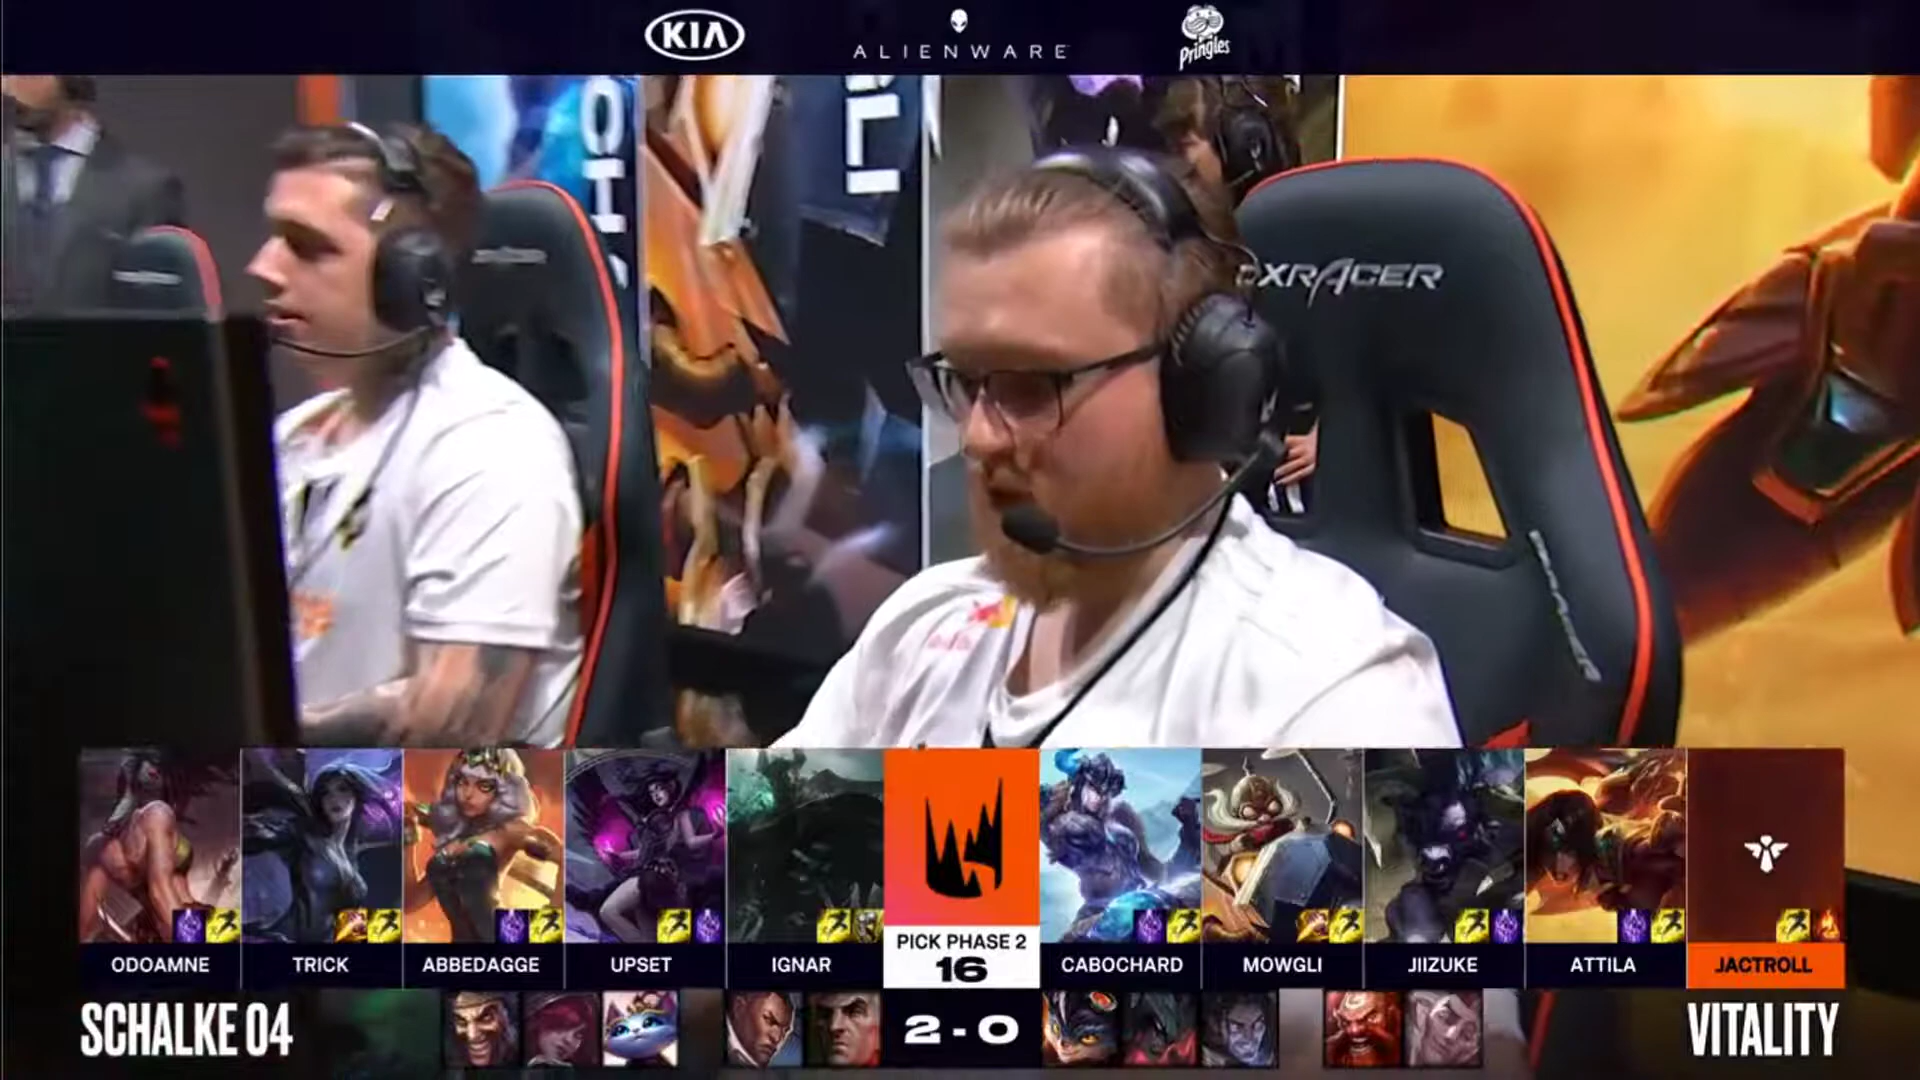 KIA
ALIENWARE
Pringles
DXRACER
ODOAMNE
TRICK
ABBEDAGGE
UPSET
IGNAR
PICK PHASE 2
16
CABOCHARD
MOWGLI
JIIZUKE
ATTILA
JACTROLL
SCHALKE 04
2 - 0
VITALITY